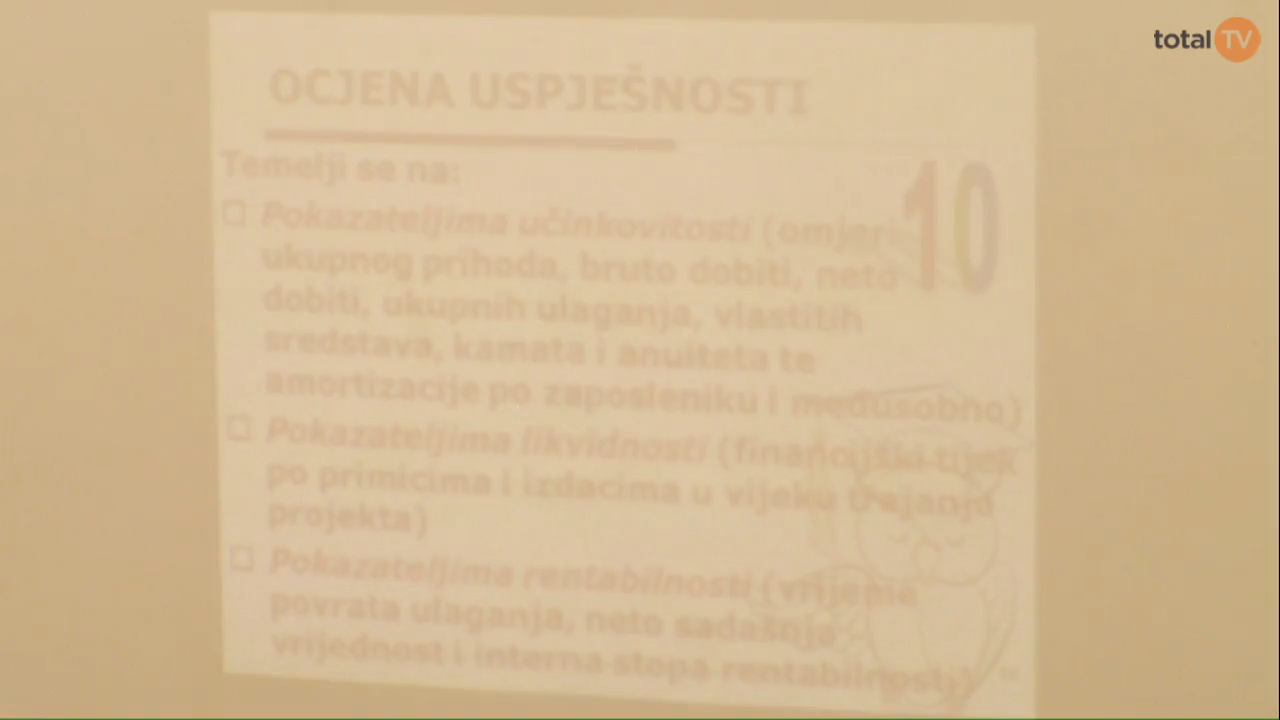 total TV
OCJENA USPJEŠNOSTI
Temelji se na:
10
Pokazateljima učinkovitosti (omjeri
ukupnog prihoda, bruto dobiti, neto
dobiti, ukupnih ulaganja, vlastitih
sredstava, kamata i anuiteta te
amortizacije po zaposleniku i međusobno)
Pokazateljima likvidnosti (financijski tijek
po primicima i izdacima u vijeku trajanja
projekta)
Pokazateljima rentabilnosti (vrijeme
povrata ulaganja, neto sadašnja
vrijednost i interna stopa rentabilnosti)